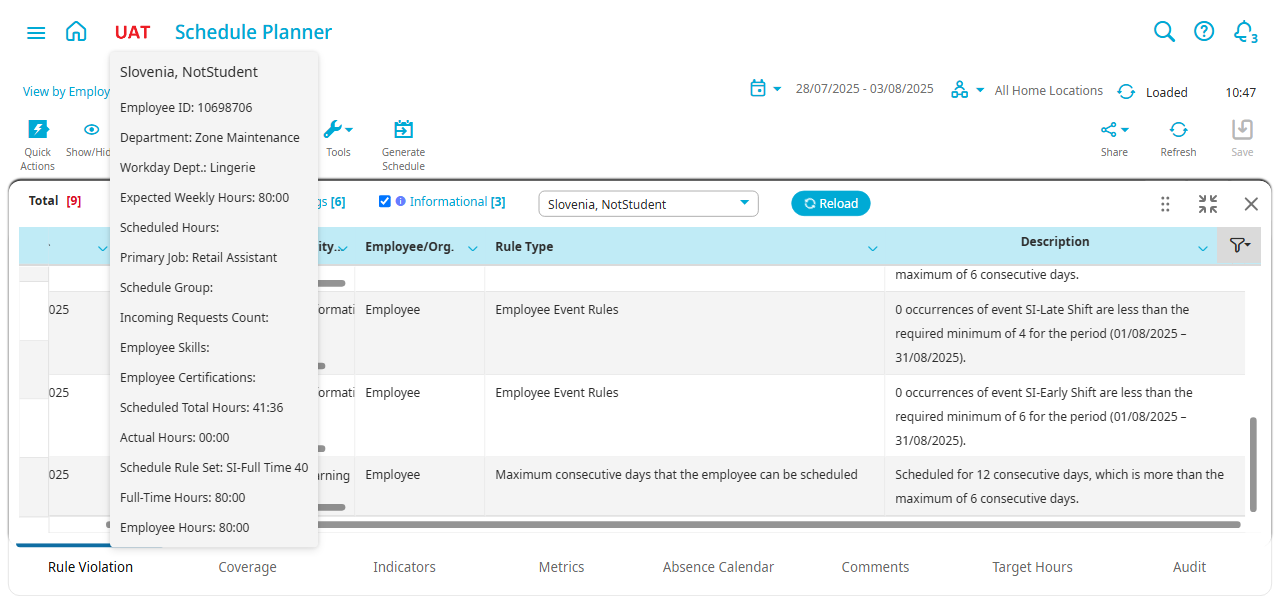 UAT
Schedule Planner
3
View by Employ
28/07/2025 - 03/08/2025
All Home Locations
Loaded
10:47
Quick
Actions
Show/Hid
Tools
Generate
Schedule
Share
Refresh
Save
Slovenia, NotStudent
Employee ID: 10698706
Department: Zone Maintenance
Workday Dept.: Lingerie
Expected Weekly Hours: 80:00
Scheduled Hours:
Primary Job: Retail Assistant
Schedule Group:
Incoming Requests Count:
Employee Skills:
Employee Certifications:
Scheduled Total Hours: 41:36
Actual Hours: 00:00
Schedule Rule Set: SI-Full Time 40
Full-Time Hours: 80:00
Employee Hours: 80:00
Total [9]
gs [6]
Informational [3]
Slovenia, NotStudent
Reload
ity...
Employee/Org.
Rule Type
Description
maximum of 6 consecutive days.
025
ormati
Employee
Employee Event Rules
0 occurrences of event SI-Late Shift are less than the
required minimum of 4 for the period (01/08/2025 –
31/08/2025).
025
ormati
Employee
Employee Event Rules
0 occurrences of event SI-Early Shift are less than the
required minimum of 6 for the period (01/08/2025 –
31/08/2025).
025
arning
Employee
Maximum consecutive days that the employee can be scheduled
Scheduled for 12 consecutive days, which is more than the
maximum of 6 consecutive days.
Rule Violation
Coverage
Indicators
Metrics
Absence Calendar
Comments
Target Hours
Audit